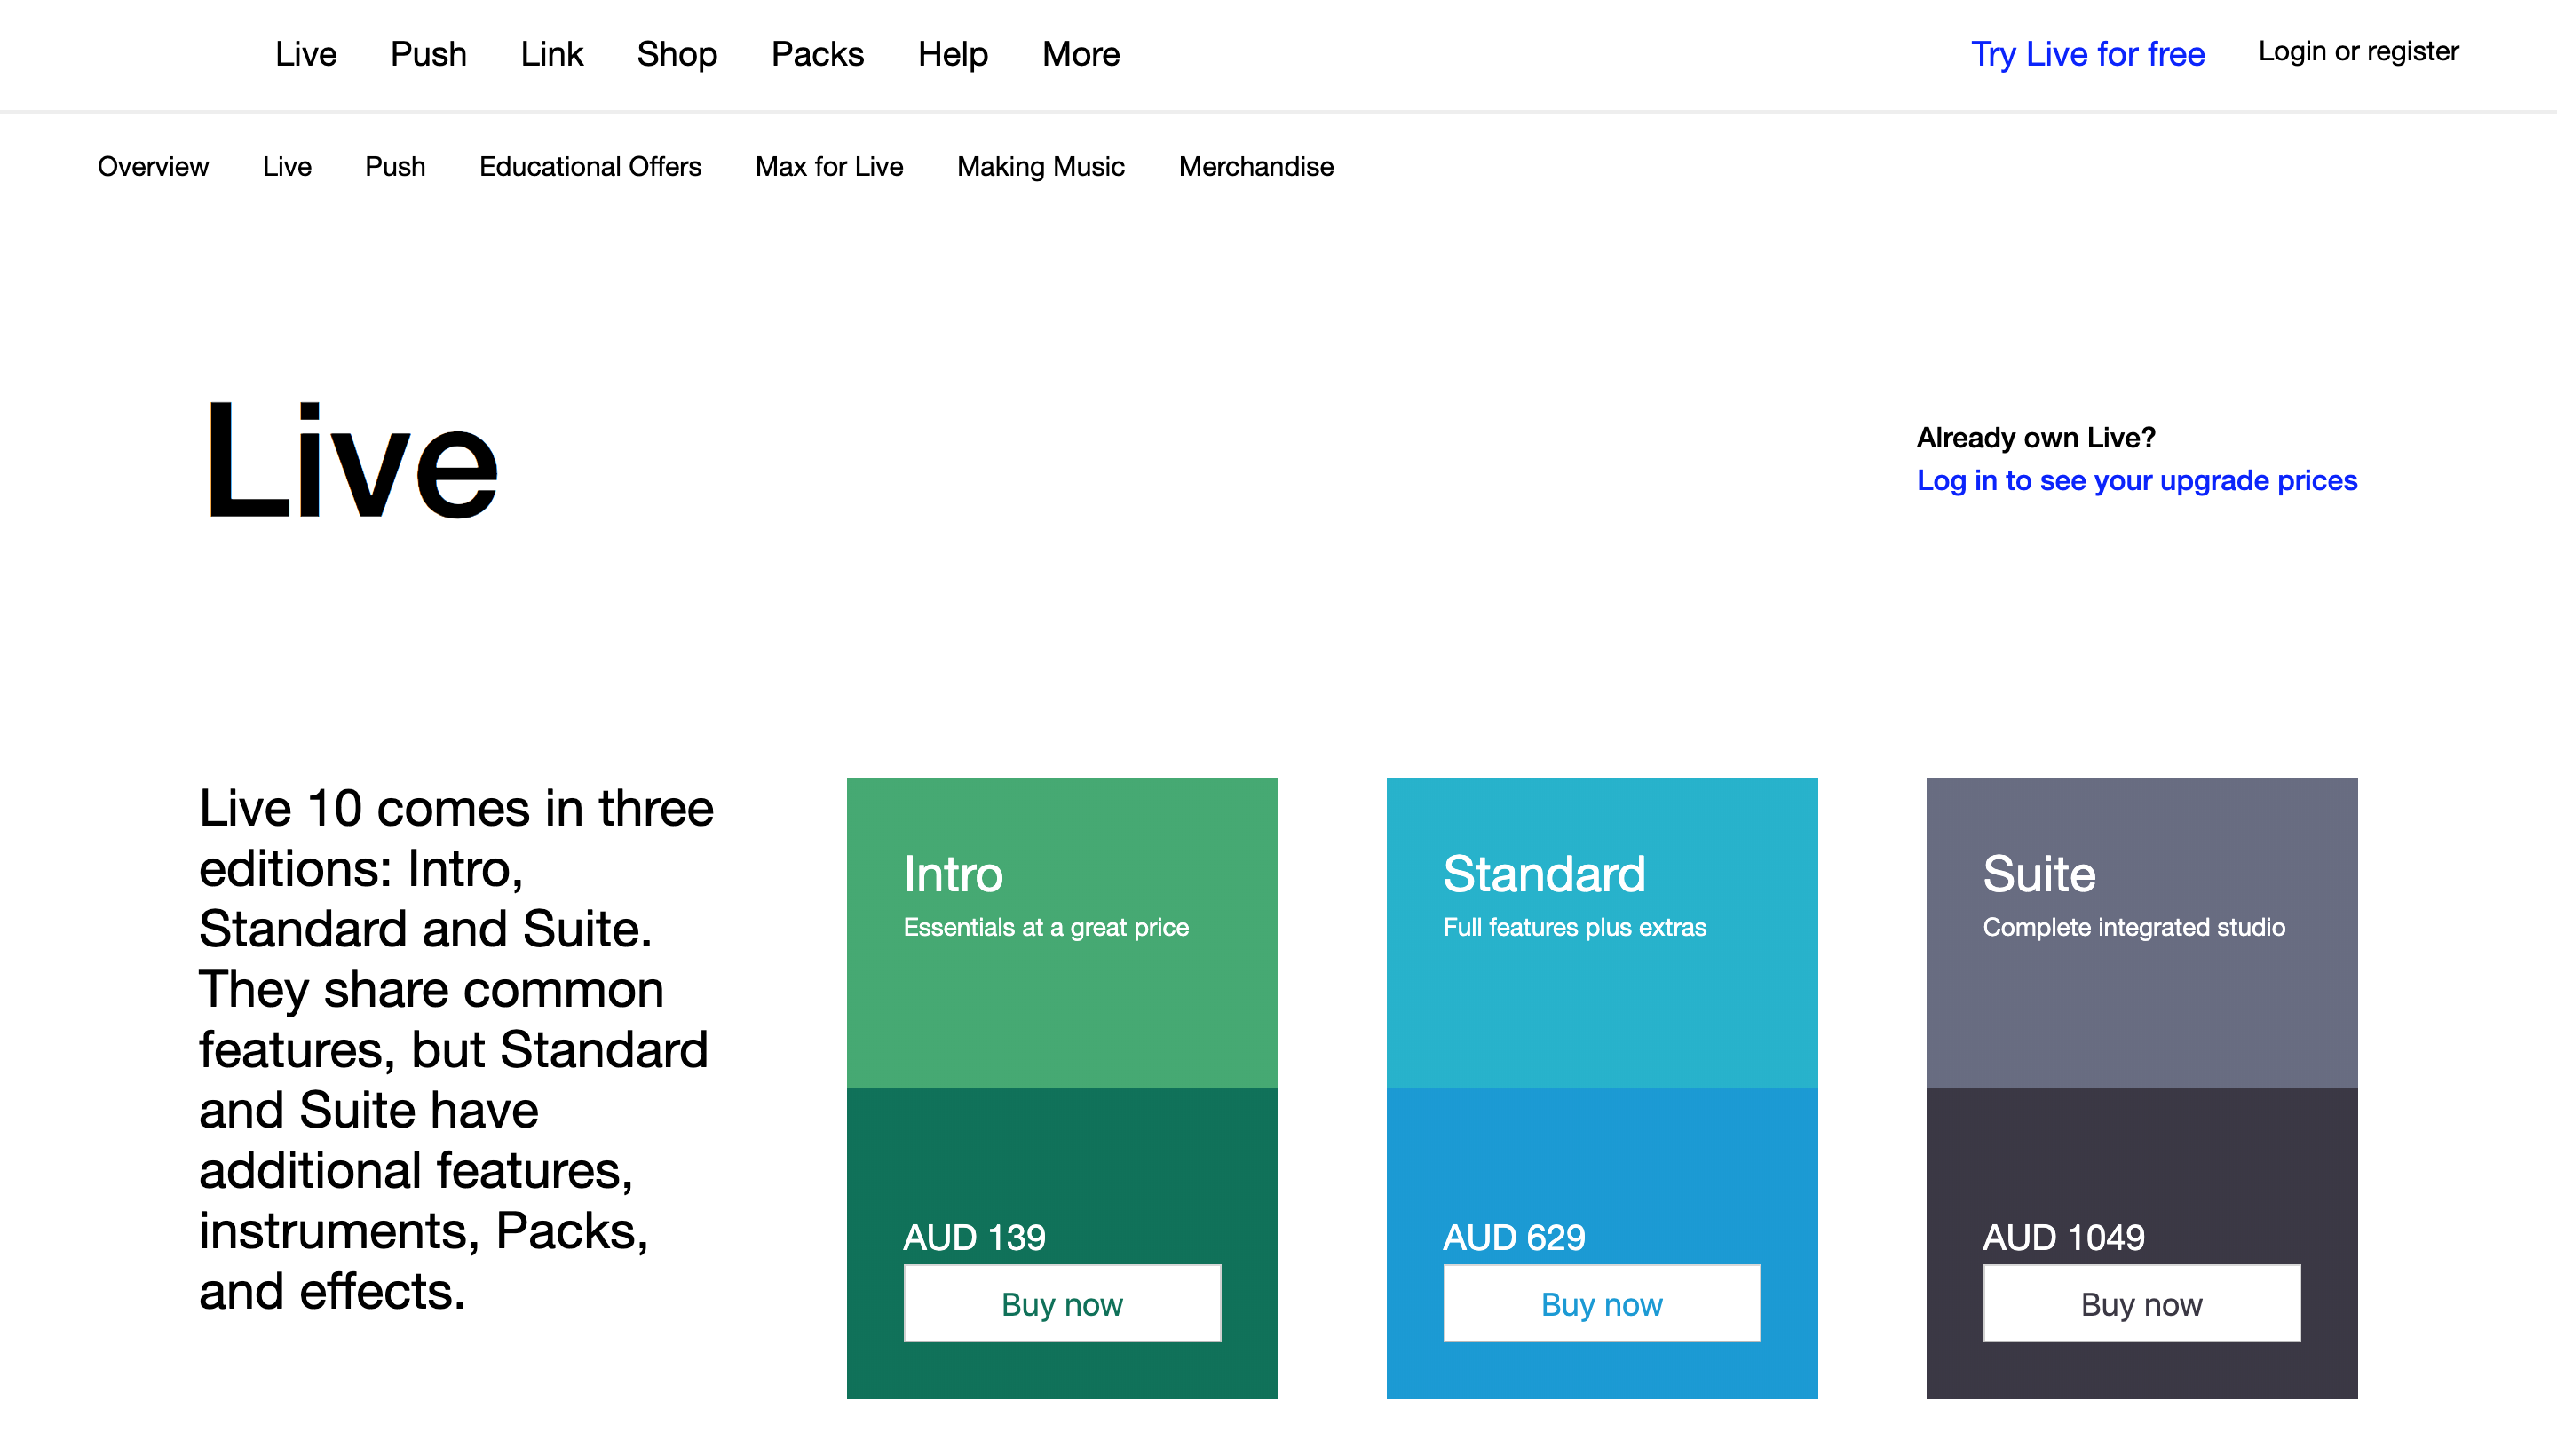 Live Push Link Shop Packs Help More Try Live for free Login or register
Overview Live Push Educational Offers Max for Live Making Music Merchandise
Live
Already own Live?
Log in to see your upgrade prices
Live 10 comes in three
editions: Intro,
Standard and Suite.
They share common
features, but Standard
and Suite have
additional features,
instruments, Packs,
and effects.
Intro
Essentials at a great price
AUD 139
Buy now
Standard
Full features plus extras
AUD 629
Buy now
Suite
Complete integrated studio
AUD 1049
Buy now